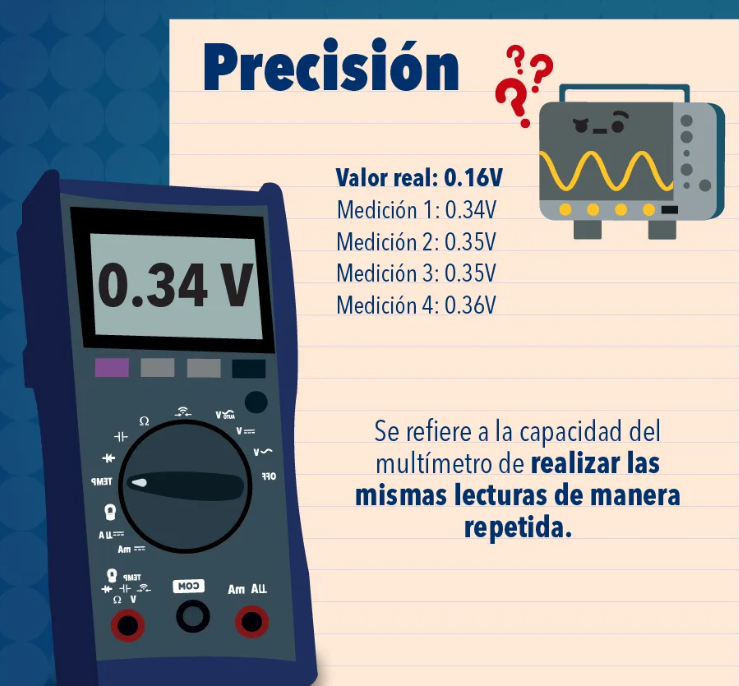 Precisión
???
Valor real: 0.16V
Medición 1: 0.34V
Medición 2: 0.35V
Medición 3: 0.35V
Medición 4: 0.36V
0.34 V
Se refiere a la capacidad del
multímetro de realizar las
mismas lecturas de manera
repetida.
Ω
V
AUTO
V
V
OFF
TEMP
Am
TEMP
Ω V
COM
Am